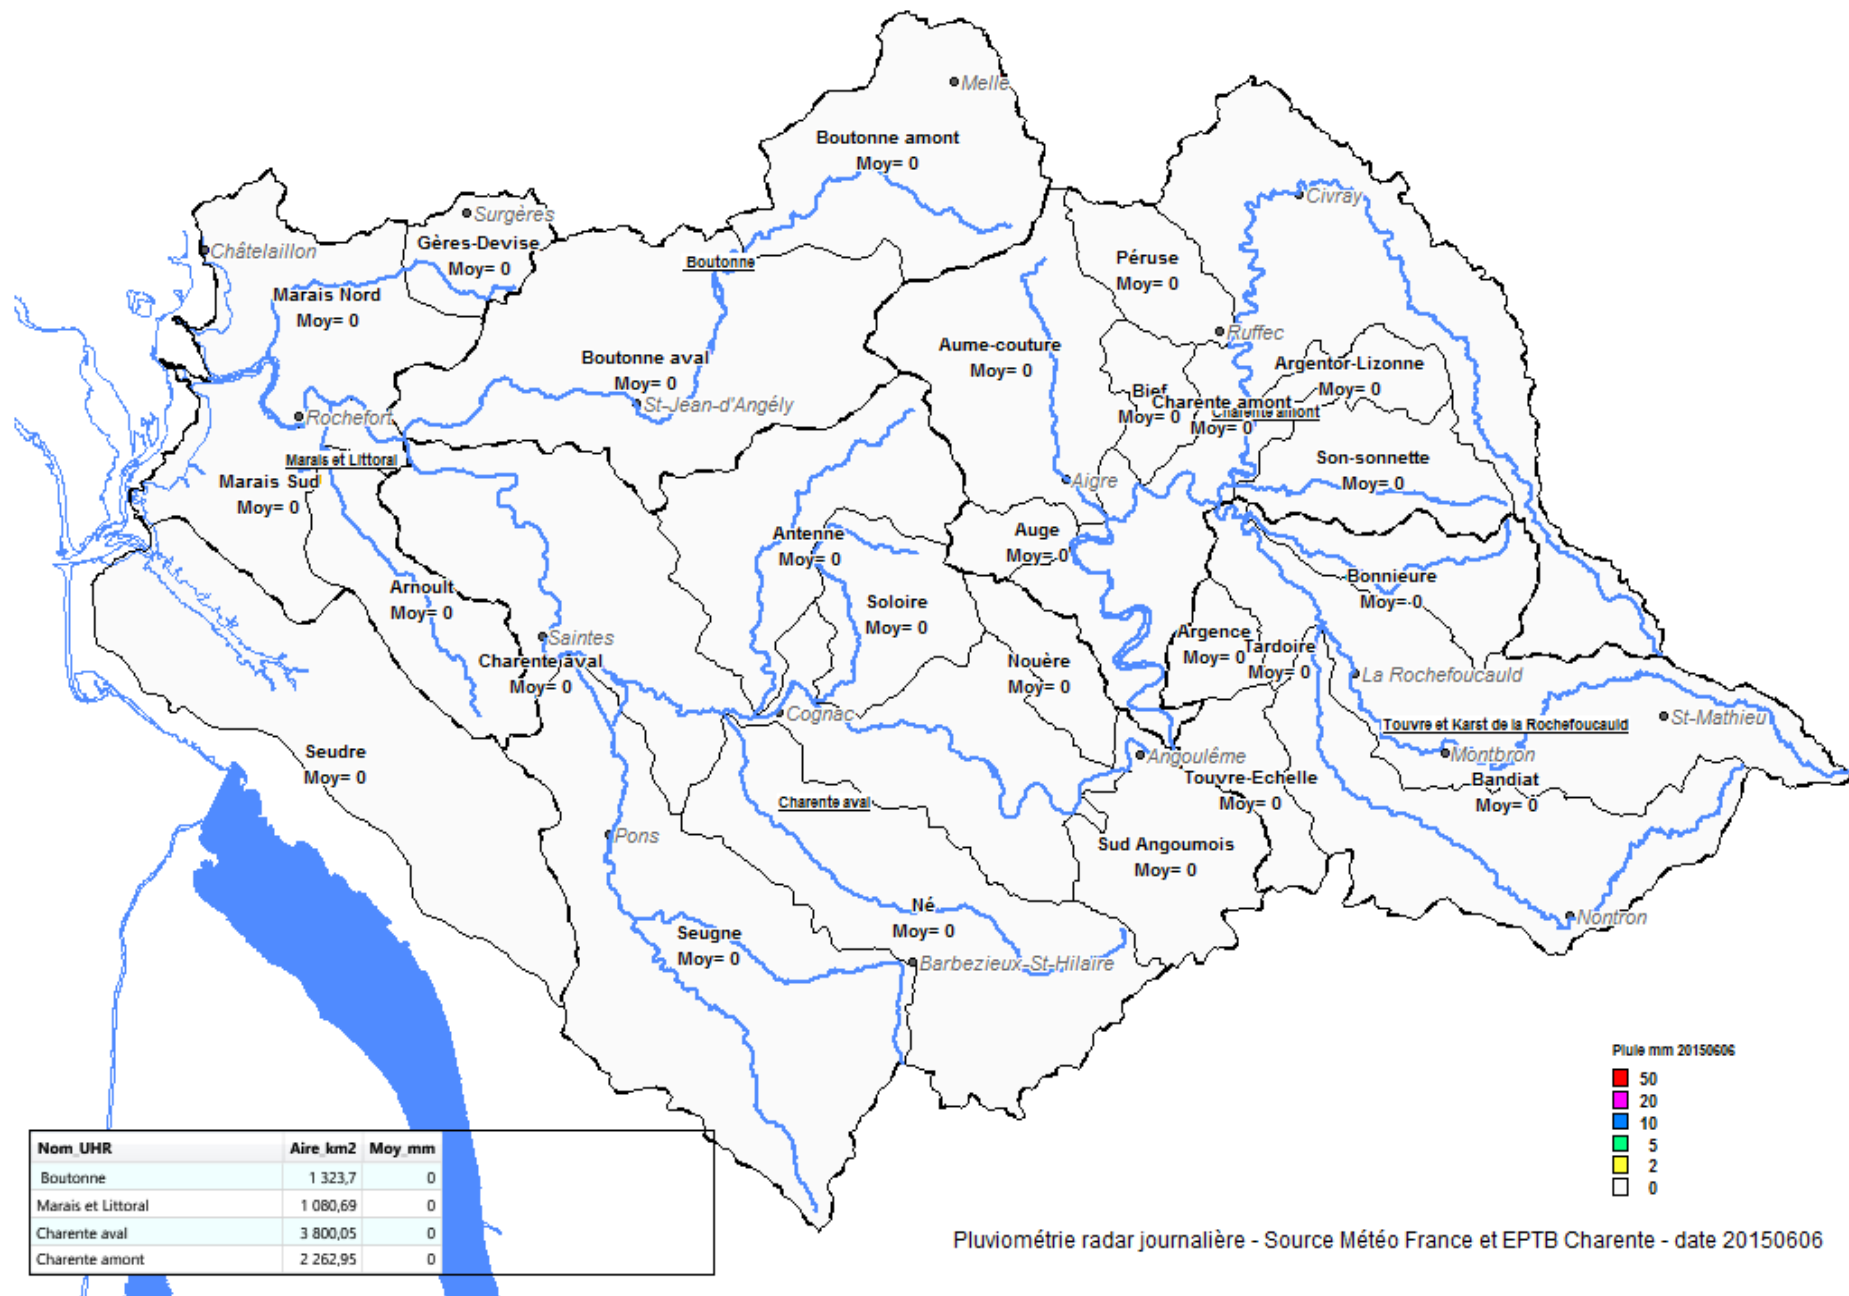 Melle
Boutonne amont
Moy= 0
Civray
Surgères
Gères-Devise
Moy= 0
Châtelaillon
Boutonne
Péruse
Moy= 0
Marais Nord
Moy= 0
Ruffec
Aume-couture
Moy= 0
Boutonne aval
Moy= 0
Argentor-Lizonne
Moy= 0
Bief
Moy= 0
Charente amont
Moy= 0
Charente amont
St-Jean-d'Angély
Rochefort
Marais et Littoral
Marais Sud
Moy= 0
Son-sonnette
Moy= 0
Aigre
Antenne
Moy= 0
Auge
Moy= 0
Arnoult
Moy= 0
Bonnieure
Moy= 0
Soloire
Moy= 0
Saintes
Charente aval
Moy= 0
Nouère
Moy= 0
Argence
Moy= 0
Tardoire
Moy= 0
La Rochefoucauld
Cognac
Touvre et Karst de la Rochefoucauld
St-Mathieu
Seudre
Moy= 0
Angoulême
Montbron
Touvre-Echelle
Moy= 0
Bandiat
Moy= 0
Charente aval
Pons
Sud Angoumois
Moy= 0
Né
Moy= 0
Nontron
Seugne
Moy= 0
Barbezieux-St-Hilaire
Pluie mm 20150606
50
20
10
5
2
0
Nom_UHR Aire_km2 Moy_mm
Boutonne 1 323,7 0
Marais et Littoral 1 080,69 0
Charente aval 3 800,05 0
Charente amont 2 262,95 0
Pluviométrie radar journalière - Source Météo France et EPTB Charente - date 20150606